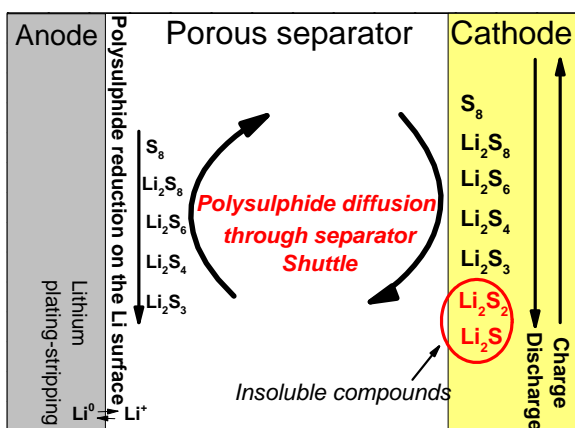 Anode
Porous separator
Cathode
Polysulphide reduction on the Li surface
S₈
Li₂S₈
Li₂S₆
Li₂S₄
Li₂S₃
Polysulphide diffusion
through separator
Shuttle
S₈
Li₂S₈
Li₂S₆
Li₂S₄
Li₂S₃
Li₂S₂
Li₂S
Insoluble compounds
Discharge
Charge
Lithium
plating-stripping
Li⁰
Li⁺